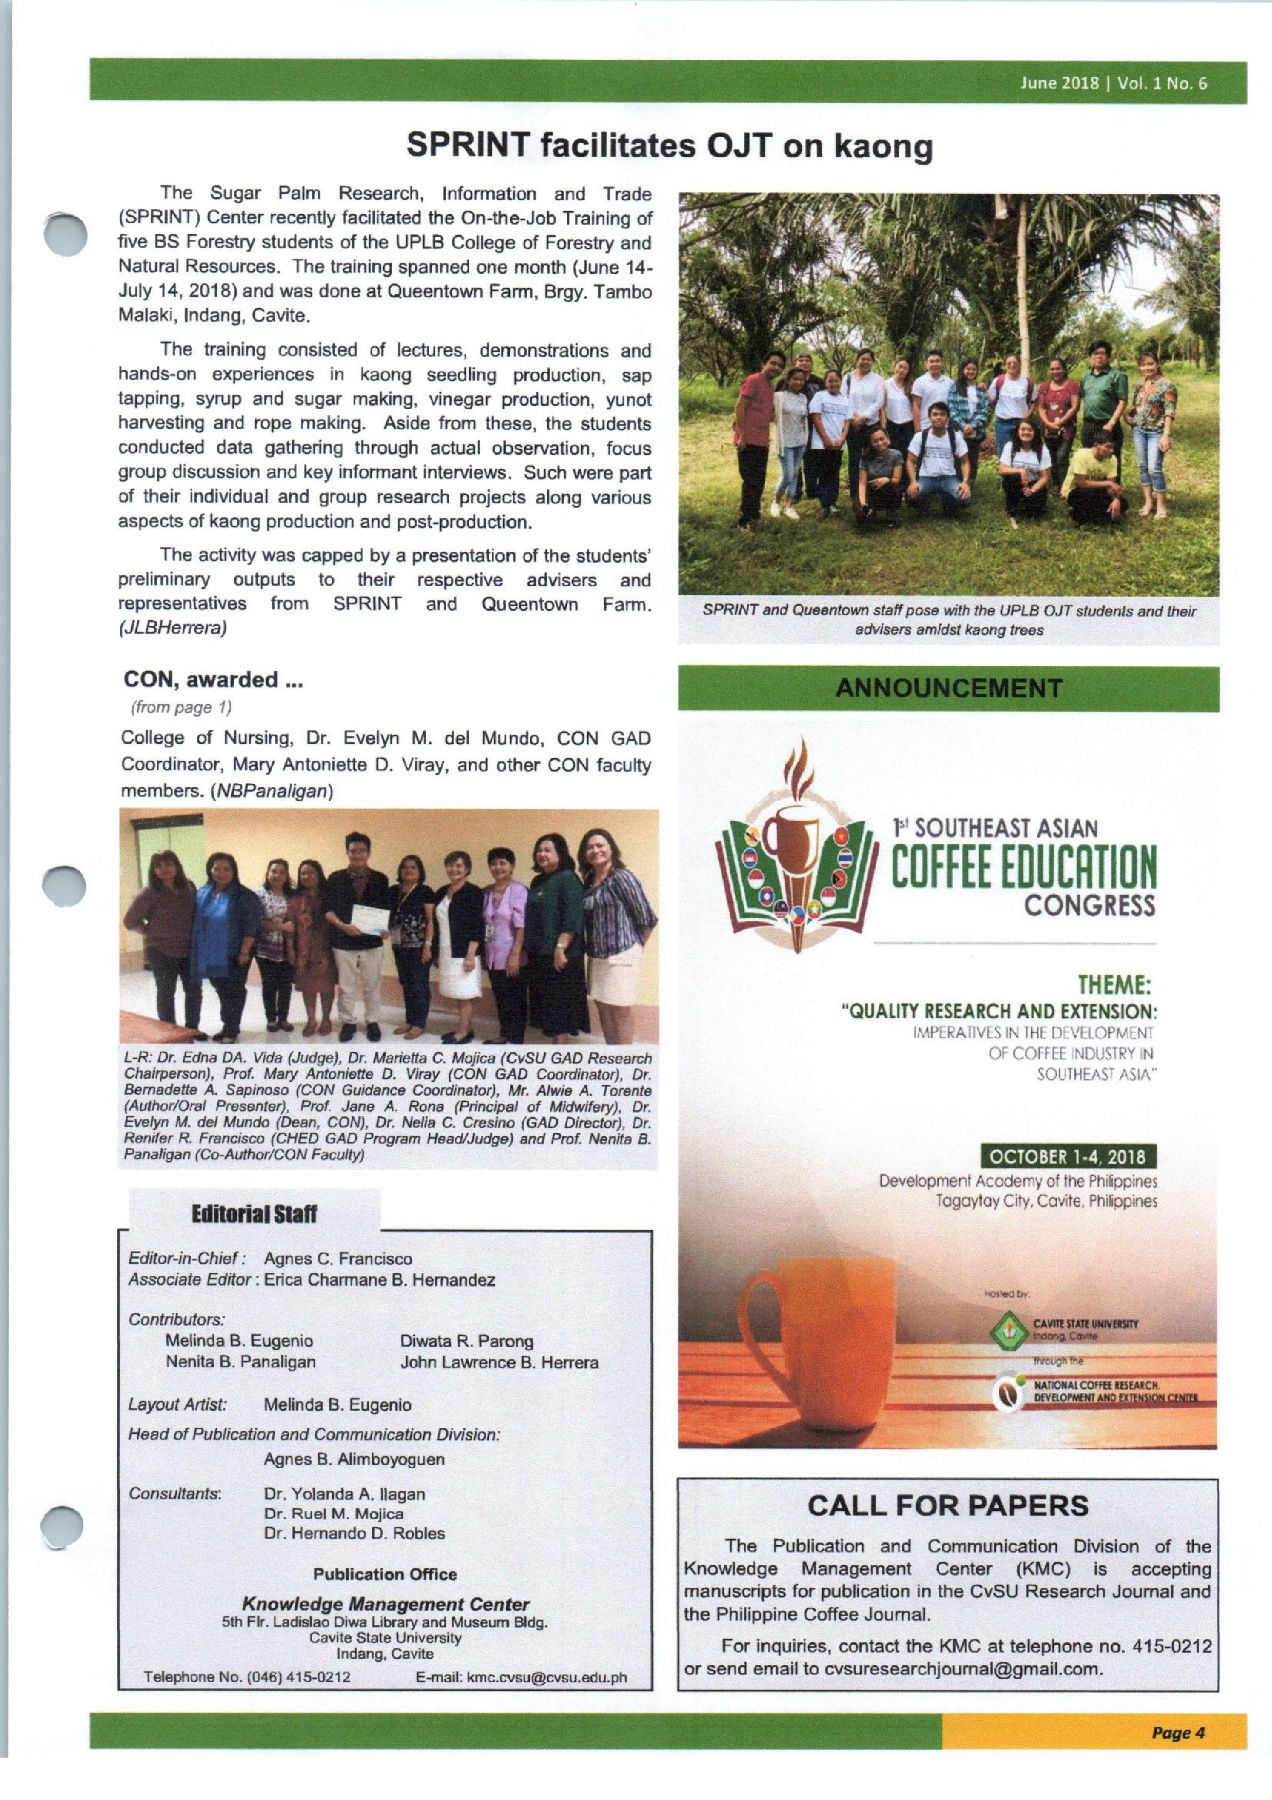 June 2018 | Vol. 1 No. 6
SPRINT facilitates OJT on kaong
The Sugar Palm Research, Information and Trade
(SPRINT) Center recently facilitated the On-the-Job Training of
five BS Forestry students of the UPLB College of Forestry and
Natural Resources. The training spanned one month (June 14-
July 14, 2018) and was done at Queentown Farm, Brgy. Tambo
Malaki, Indang, Cavite.
The training consisted of lectures, demonstrations and
hands-on experiences in kaong seedling production, sap
tapping, syrup and sugar making, vinegar production, yunot
harvesting and rope making. Aside from these, the students
conducted data gathering through actual observation, focus
group discussion and key informant interviews. Such were part
of their individual and group research projects along various
aspects of kaong production and post-production.
The activity was capped by a presentation of the students'
preliminary outputs to their respective advisers and
representatives from SPRINT and Queentown Farm.
(JLBHerrera)
SPRINT and Queentown staff pose with the UPLB OJT students and their
advisers amidst kaong trees
CON, awarded ...
(from page 1)
College of Nursing, Dr. Evelyn M. del Mundo, CON GAD
Coordinator, Mary Antoniette D. Viray, and other CON faculty
members. (NBPanaligan)
L-R: Dr. Edna DA. Vida (Judge), Dr. Marietta C. Mojica (CvSU GAD Research
Chairperson), Prof. Mary Antoniette D. Viray (CON GAD Coordinator), Dr.
Bernadette A. Sapinoso (CON Guidance Coordinator), Mr. Alwie A. Torente
(Author/Oral Presenter), Prof. Jane A. Rona (Principal of Midwifery), Dr.
Evelyn M. del Mundo (Dean, CON), Dr. Nelia C. Cresino (GAD Director), Dr.
Renifer R. Francisco (CHED GAD Program Head/Judge) and Prof. Nenita B.
Panaligan (Co-Author/CON Faculty)
Editorial Staff
Editor-in-Chief : Agnes C. Francisco
Associate Editor : Erica Charmane B. Hernandez
Contributors:
Melinda B. Eugenio Diwata R. Parong
Nenita B. Panaligan John Lawrence B. Herrera
Layout Artist: Melinda B. Eugenio
Head of Publication and Communication Division:
Agnes B. Alimboyoguen
Consultants: Dr. Yolanda A. Ilagan
Dr. Ruel M. Mojica
Dr. Hernando D. Robles
Publication Office
Knowledge Management Center
5th Flr. Ladislao Diwa Library and Museum Bldg.
Cavite State University
Indang, Cavite
Telephone No. (046) 415-0212 E-mail: kmc.cvsu@cvsu.edu.ph
ANNOUNCEMENT
1st SOUTHEAST ASIAN
COFFEE EDUCATION
CONGRESS
THEME:
"QUALITY RESEARCH AND EXTENSION:
IMPERATIVES IN THE DEVELOPMENT
OF COFFEE INDUSTRY IN
SOUTHEAST ASIA"
OCTOBER 1-4, 2018
Development Academy of the Philippines
Tagaytay City, Cavite, Philippines
Hosted by:
CAVITE STATE UNIVERSITY
Indang, Cavite
through the
NATIONAL COFFEE RESEARCH,
DEVELOPMENT AND EXTENSION CENTER
CALL FOR PAPERS
The Publication and Communication Division of the
Knowledge Management Center (KMC) is accepting
manuscripts for publication in the CvSU Research Journal and
the Philippine Coffee Journal.
For inquiries, contact the KMC at telephone no. 415-0212
or send email to cvsuresearchjournal@gmail.com.
Page 4